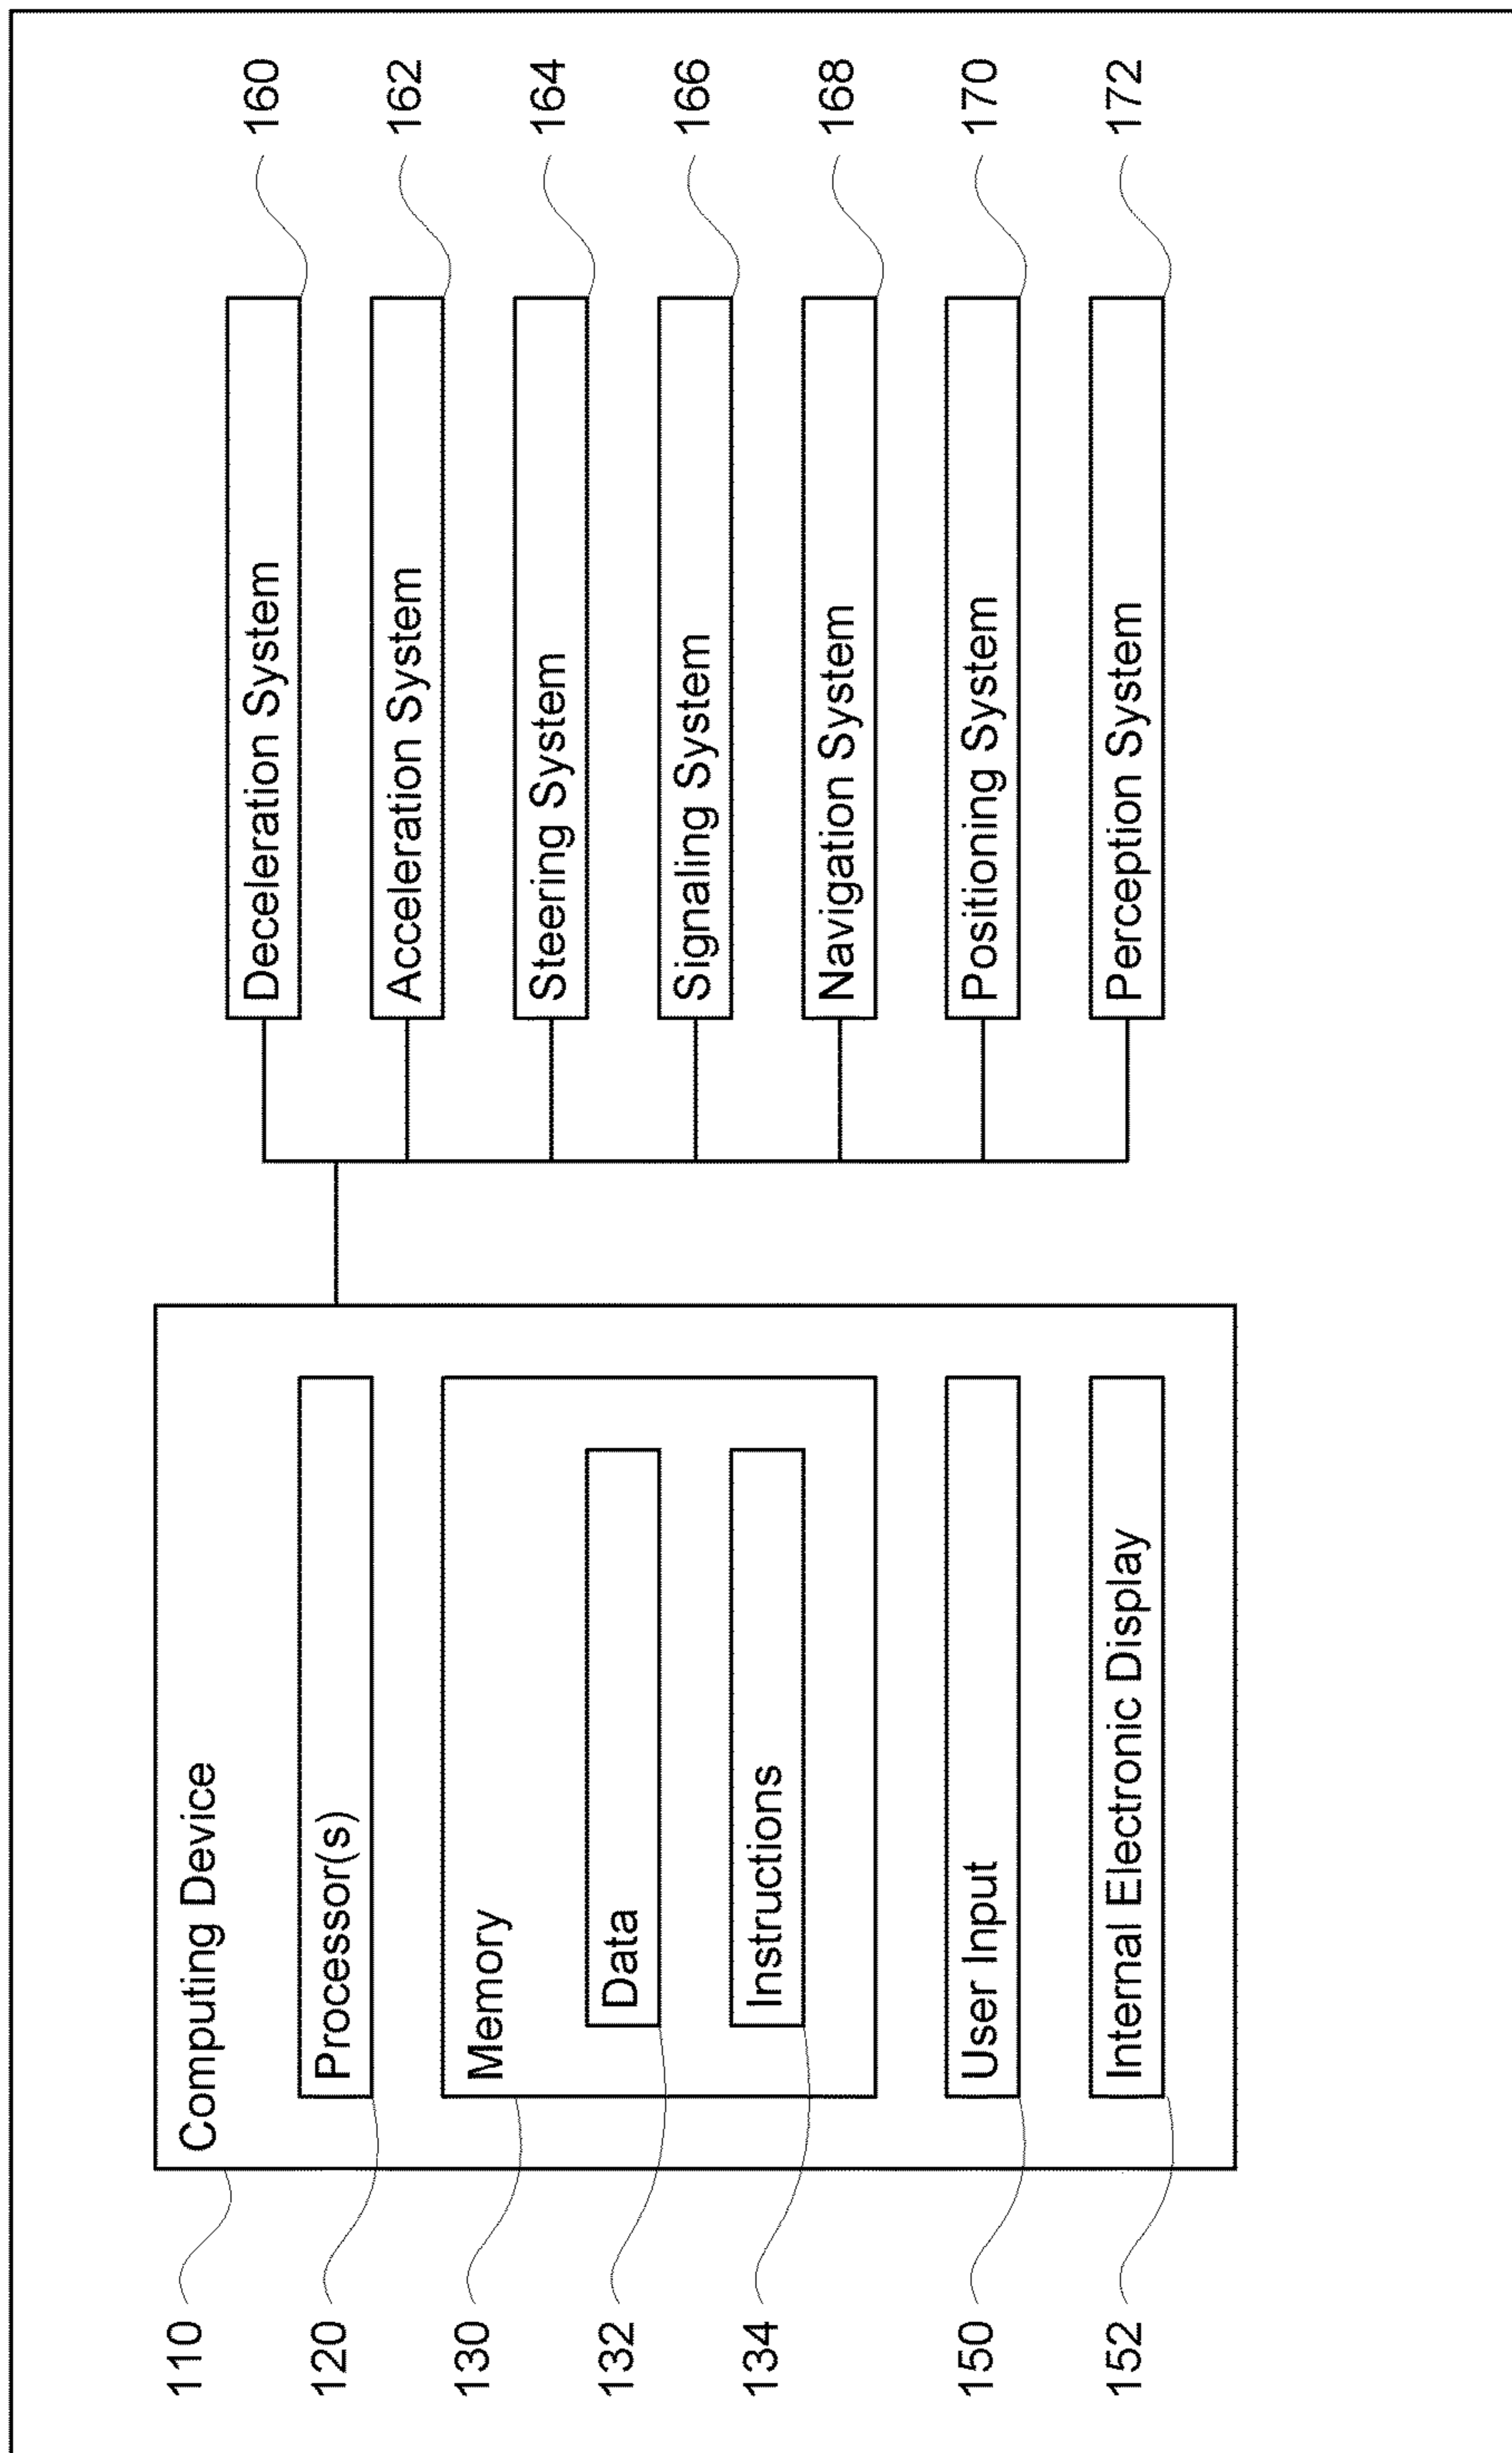 110
Computing Device
120
Processor(s)
130
Memory
132
Data
134
Instructions
150
User Input
152
Internal Electronic Display
Deceleration System
160
Acceleration System
162
Steering System
164
Signaling System
166
Navigation System
168
Positioning System
170
Perception System
172